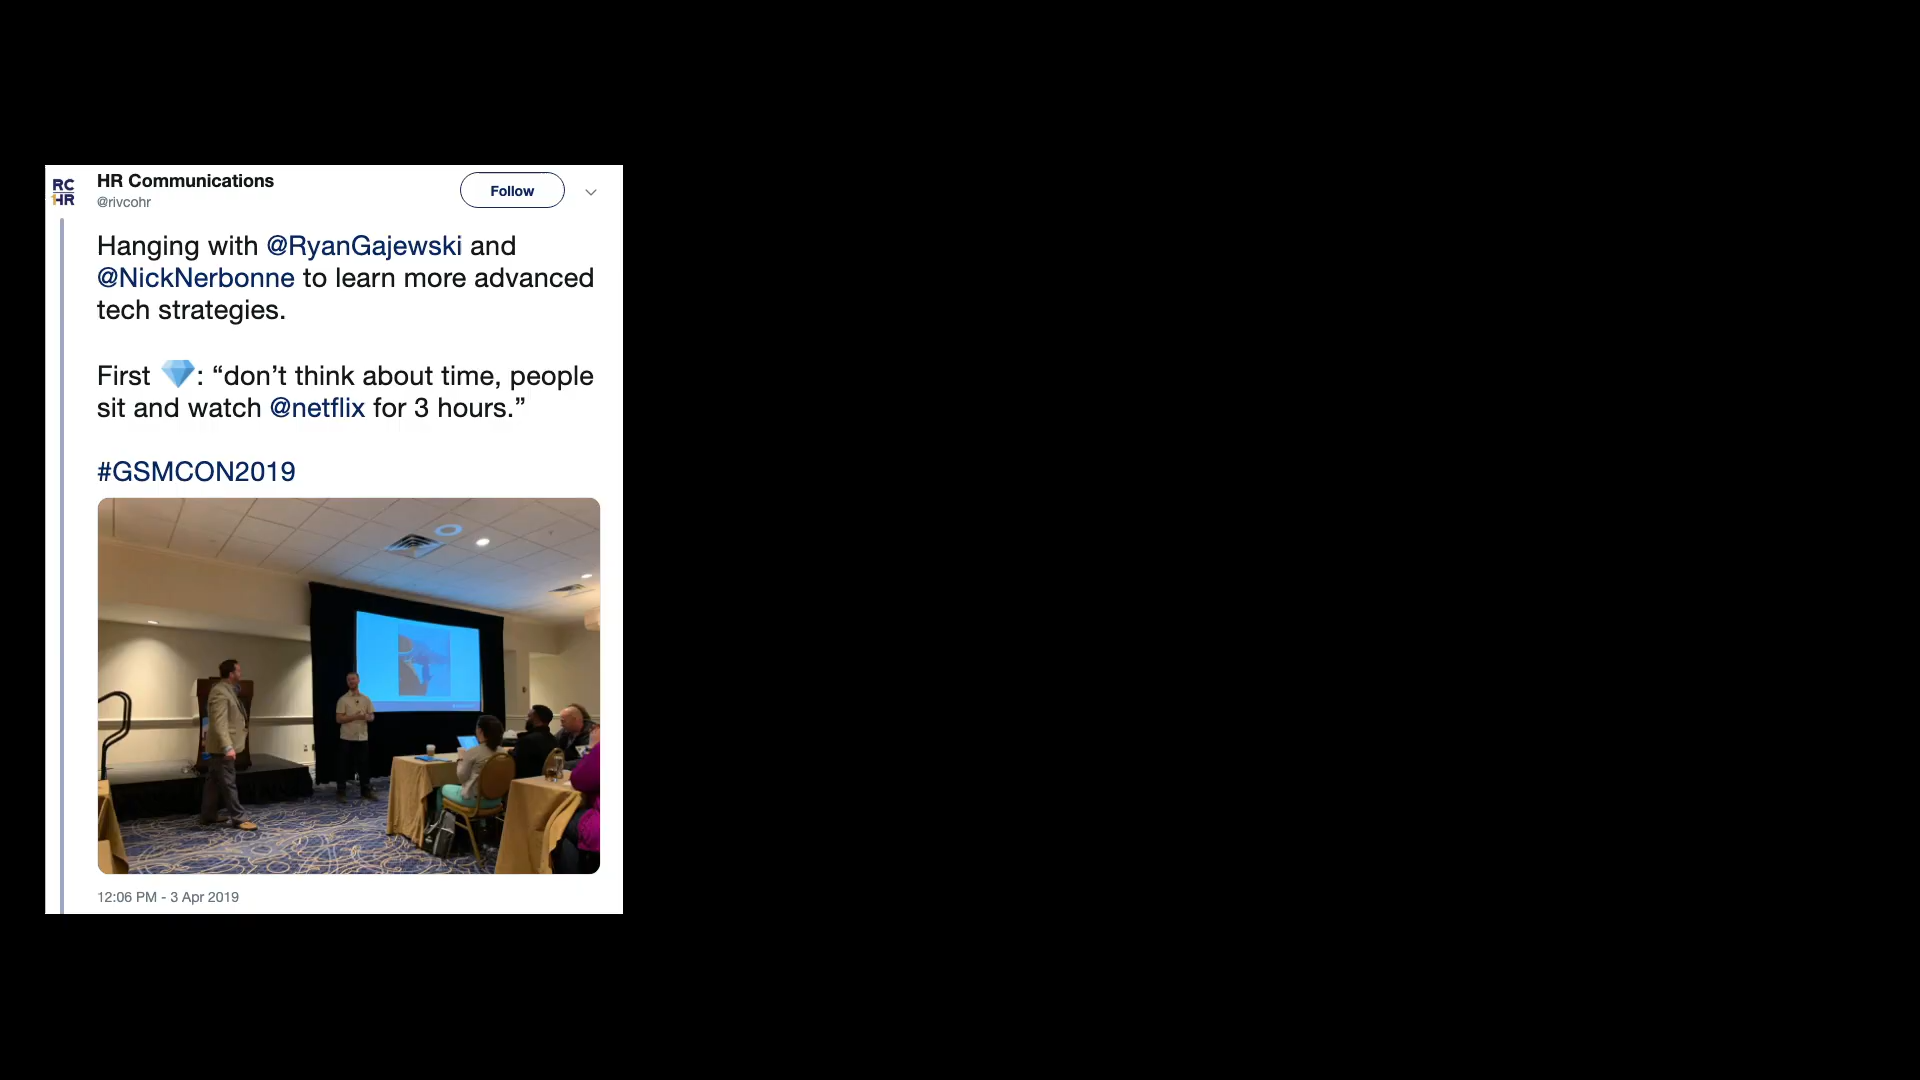 RC
HR
HR Communications
@rivcohr
Follow
Hanging with @RyanGajewski and
@NickNerbonne to learn more advanced
tech strategies.
First 💎: “don’t think about time, people
sit and watch @netflix for 3 hours.”
#GSMCON2019
12:06 PM - 3 Apr 2019